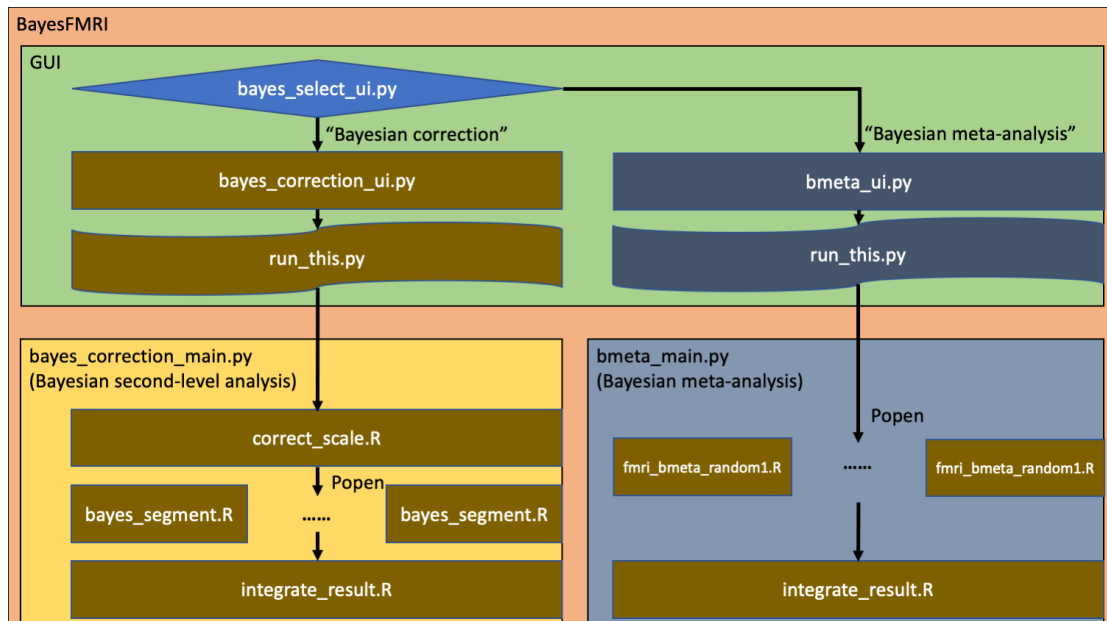 BayesFMRI
GUI
bayes_select_ui.py
“Bayesian correction”
“Bayesian meta-analysis”
bayes_correction_ui.py
bmeta_ui.py
run_this.py
run_this.py
bayes_correction_main.py
(Bayesian second-level analysis)
bmeta_main.py
(Bayesian meta-analysis)
correct_scale.R
Popen
Popen
fmri_bmeta_random1.R
......
fmri_bmeta_random1.R
bayes_segment.R
......
bayes_segment.R
integrate_result.R
integrate_result.R